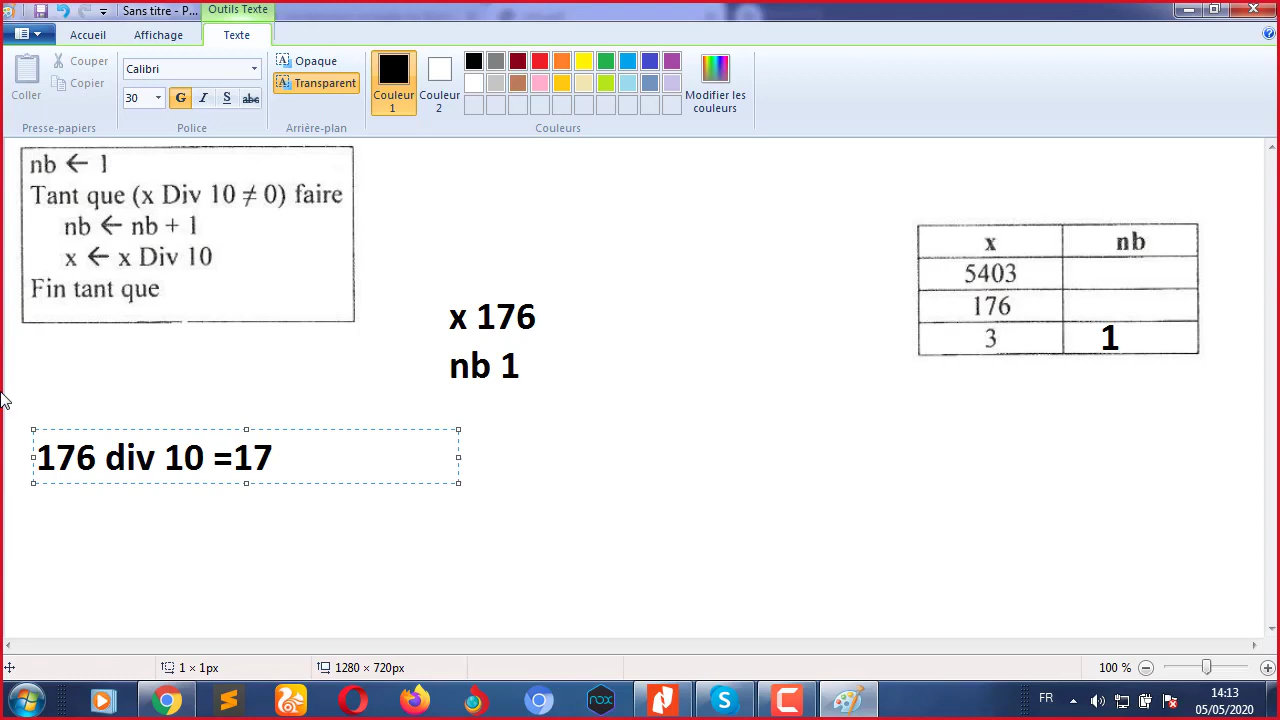 Sans titre - P...
Outils Texte
Accueil
Affichage
Texte
Coller
Couper
Copier
Presse-papiers
Calibri
30
G I S abc
Police
Opaque
Transparent
Arrière-plan
Couleur 1
Couleur 2
Modifier les couleurs
Couleurs
nb ← 1
Tant que (x Div 10 ≠ 0) faire
nb ← nb + 1
x ← x Div 10
Fin tant que
x 176
nb 1
x nb
5403
176
3 1
176 div 10 =17
1 × 1px
1280 × 720px
100 %
nox
FR
14:13
05/05/2020